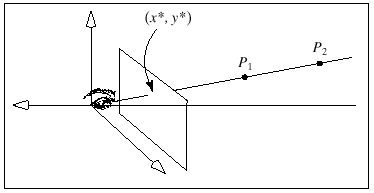 (x*, y*)
P₂
P₁